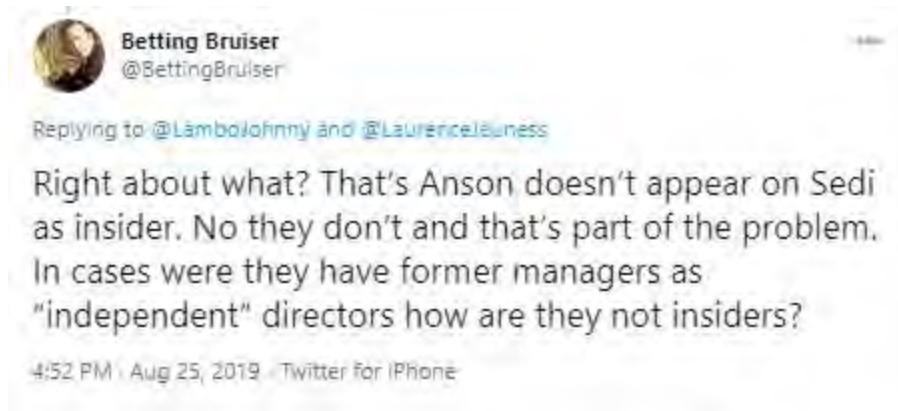 Betting Bruiser
@BettingBruiser
Replying to @LamboJohnny and @LaurenceJeuness
Right about what? That's Anson doesn't appear on Sedi
as insider. No they don't and that's part of the problem.
In cases were they have former managers as
"independent" directors how are they not insiders?
4:52 PM · Aug 25, 2019 · Twitter for iPhone